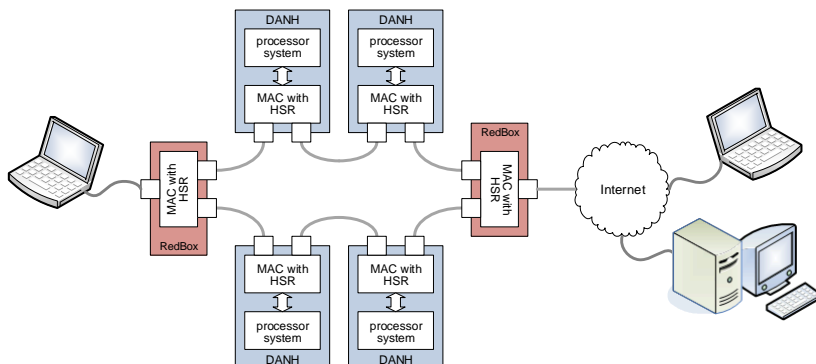 DANH
DANH
processor
system
processor
system
MAC with
HSR
MAC with
HSR
RedBox
MAC with
HSR
MAC with
HSR
Internet
RedBox
MAC with
HSR
MAC with
HSR
processor
system
processor
system
DANH
DANH